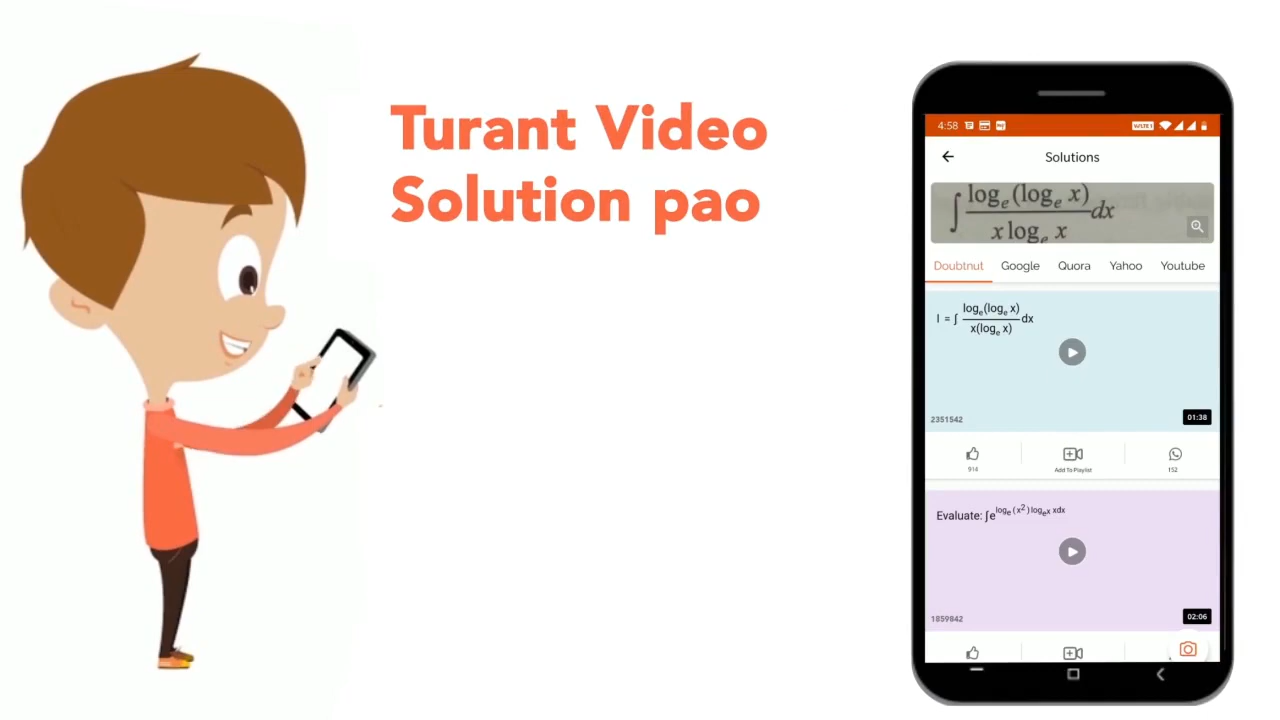 Turant Video
Solution pao
4:58
VoLTE1
Solutions
∫ logₑ(logₑ x) / x logₑ x dx
Doubtnut Google Quora Yahoo Youtube
I = ∫ logₑ(logₑ x) / x(logₑ x) dx
2351542
01:38
914
Add To Playlist
152
Evaluate: ∫e^logₑ(x²)logₑx xdx
1859842
02:06